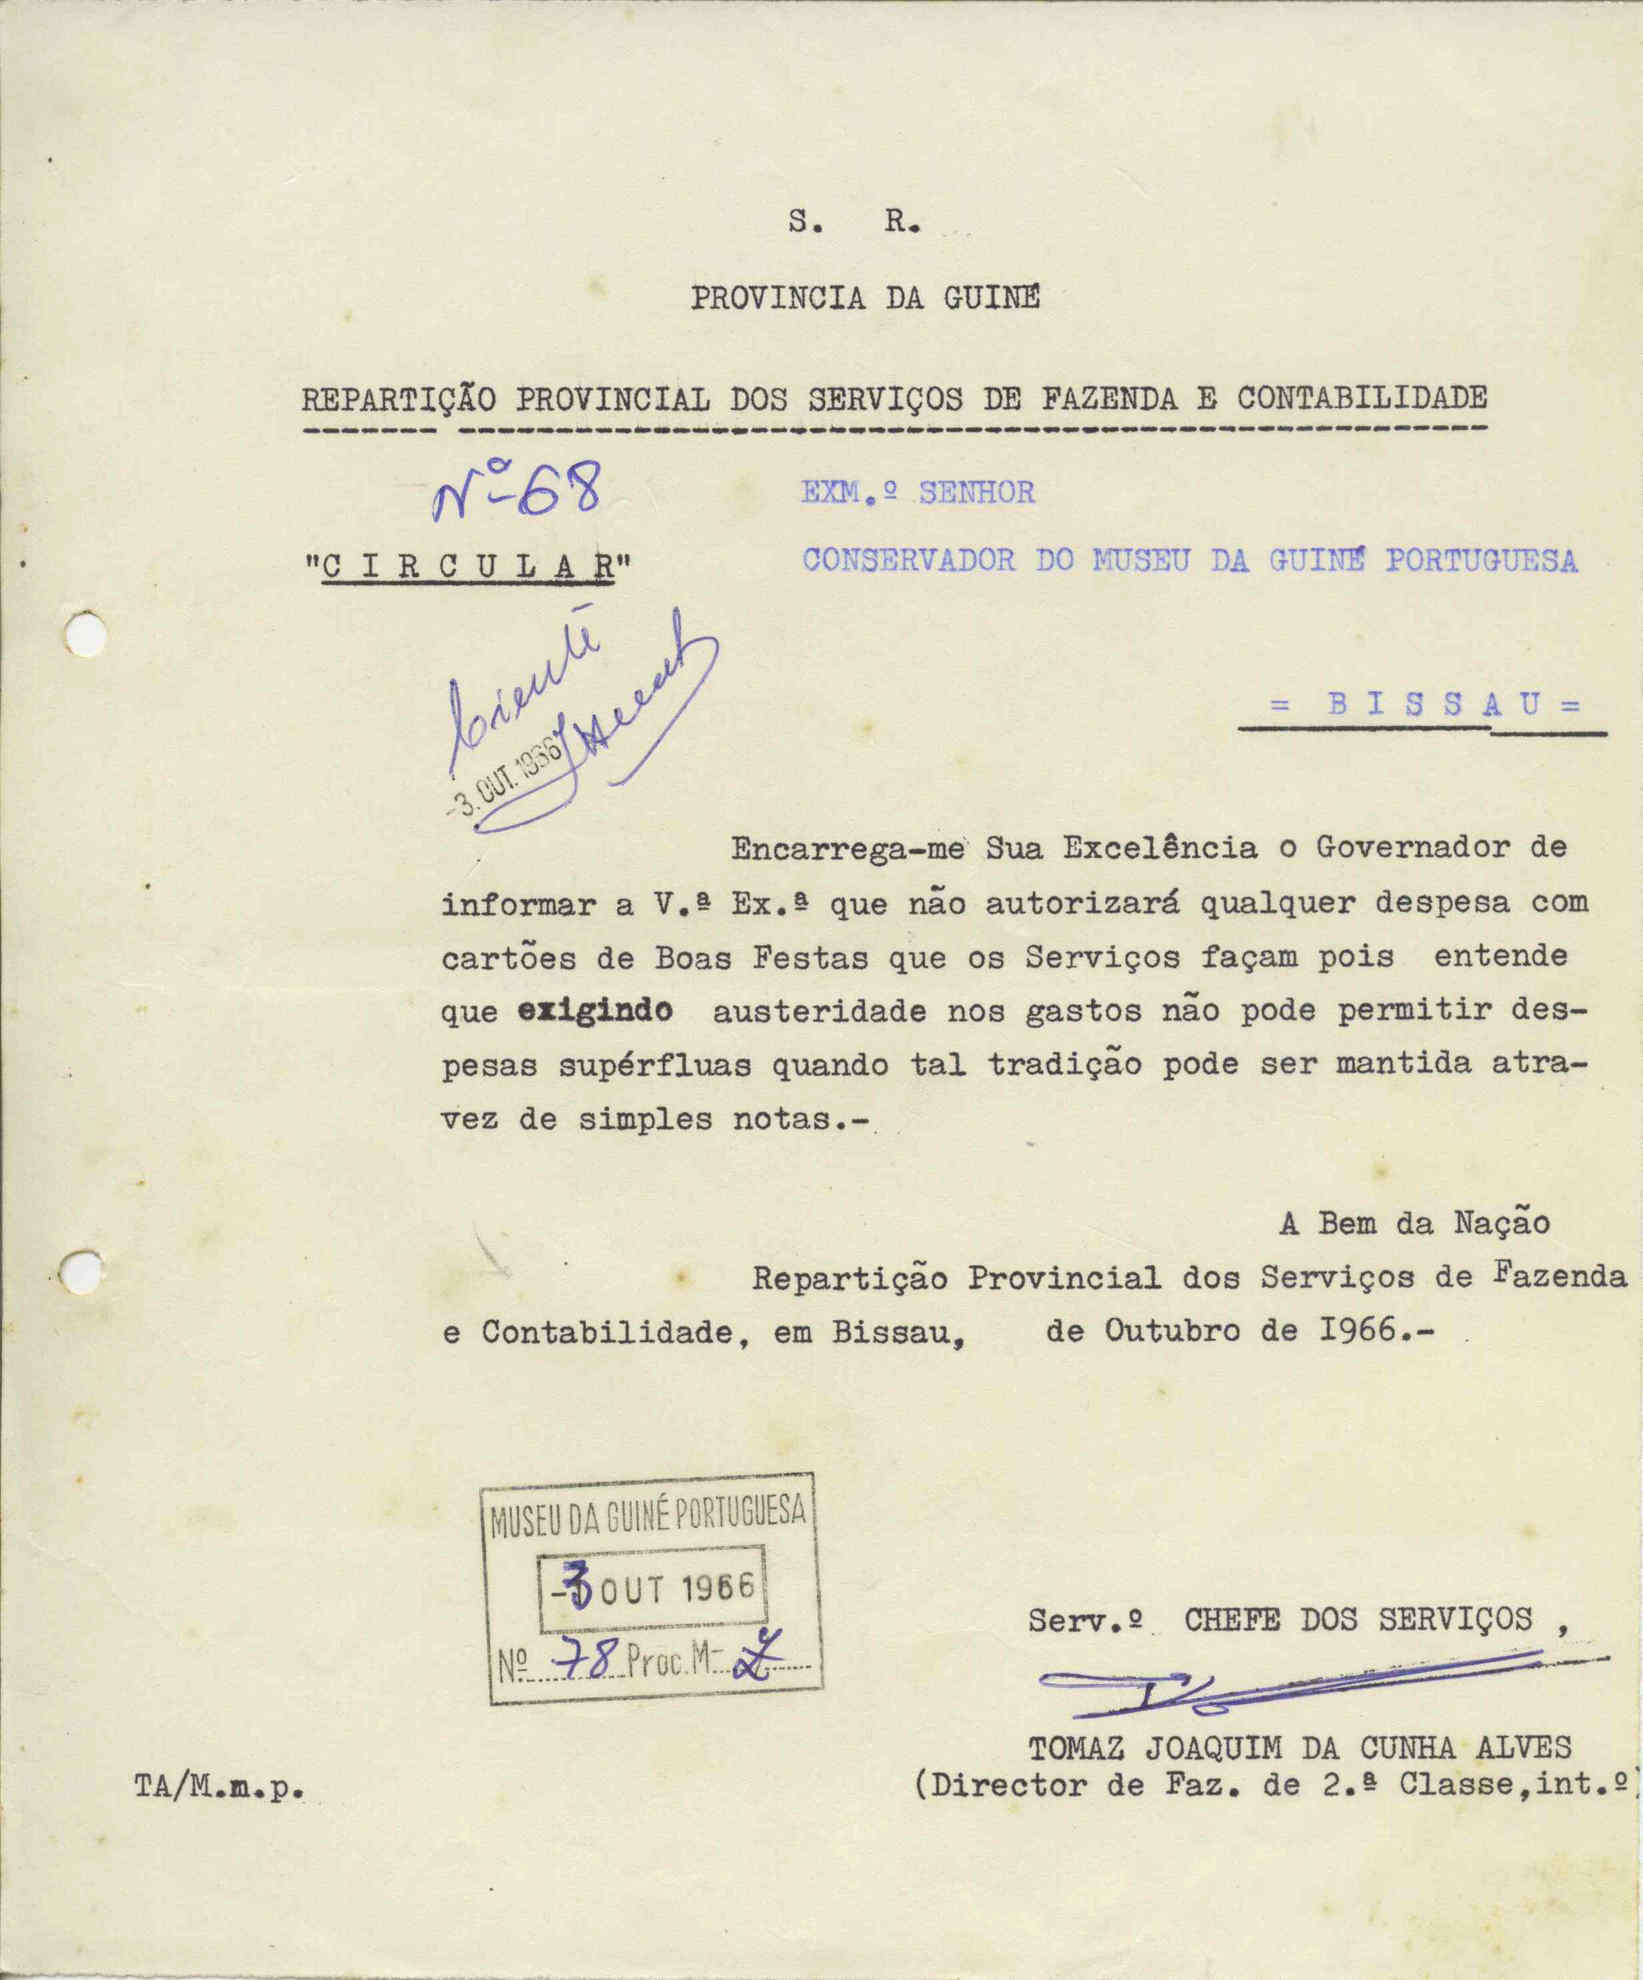 S. R.
PROVINCIA DA GUINÉ
REPARTIÇÃO PROVINCIAL DOS SERVIÇOS DE FAZENDA E CONTABILIDADE
Nº 68
EXM.º SENHOR
"C I R C U L A R"
CONSERVADOR DO MUSEU DA GUINÉ PORTUGUESA
Ciente
-3. OUT. 1966
= B I S S A U =
Encarrega-me Sua Excelência o Governador de
informar a V.ª Ex.ª que não autorizará qualquer despesa com
cartões de Boas Festas que os Serviços façam pois entende
que exigindo austeridade nos gastos não pode permitir des-
pesas supérfluas quando tal tradição pode ser mantida atra-
vez de simples notas.-
A Bem da Nação
Repartição Provincial dos Serviços de Fazenda
e Contabilidade, em Bissau, de Outubro de I966.-
MUSEU DA GUINÉ PORTUGUESA
-3 OUT 1966
Nº 78 Proc. M-
Serv.º CHEFE DOS SERVIÇOS ,
TOMAZ JOAQUIM DA CUNHA ALVES
(Director de Faz. de 2.ª Classe,int.º)
TA/M.m.p.